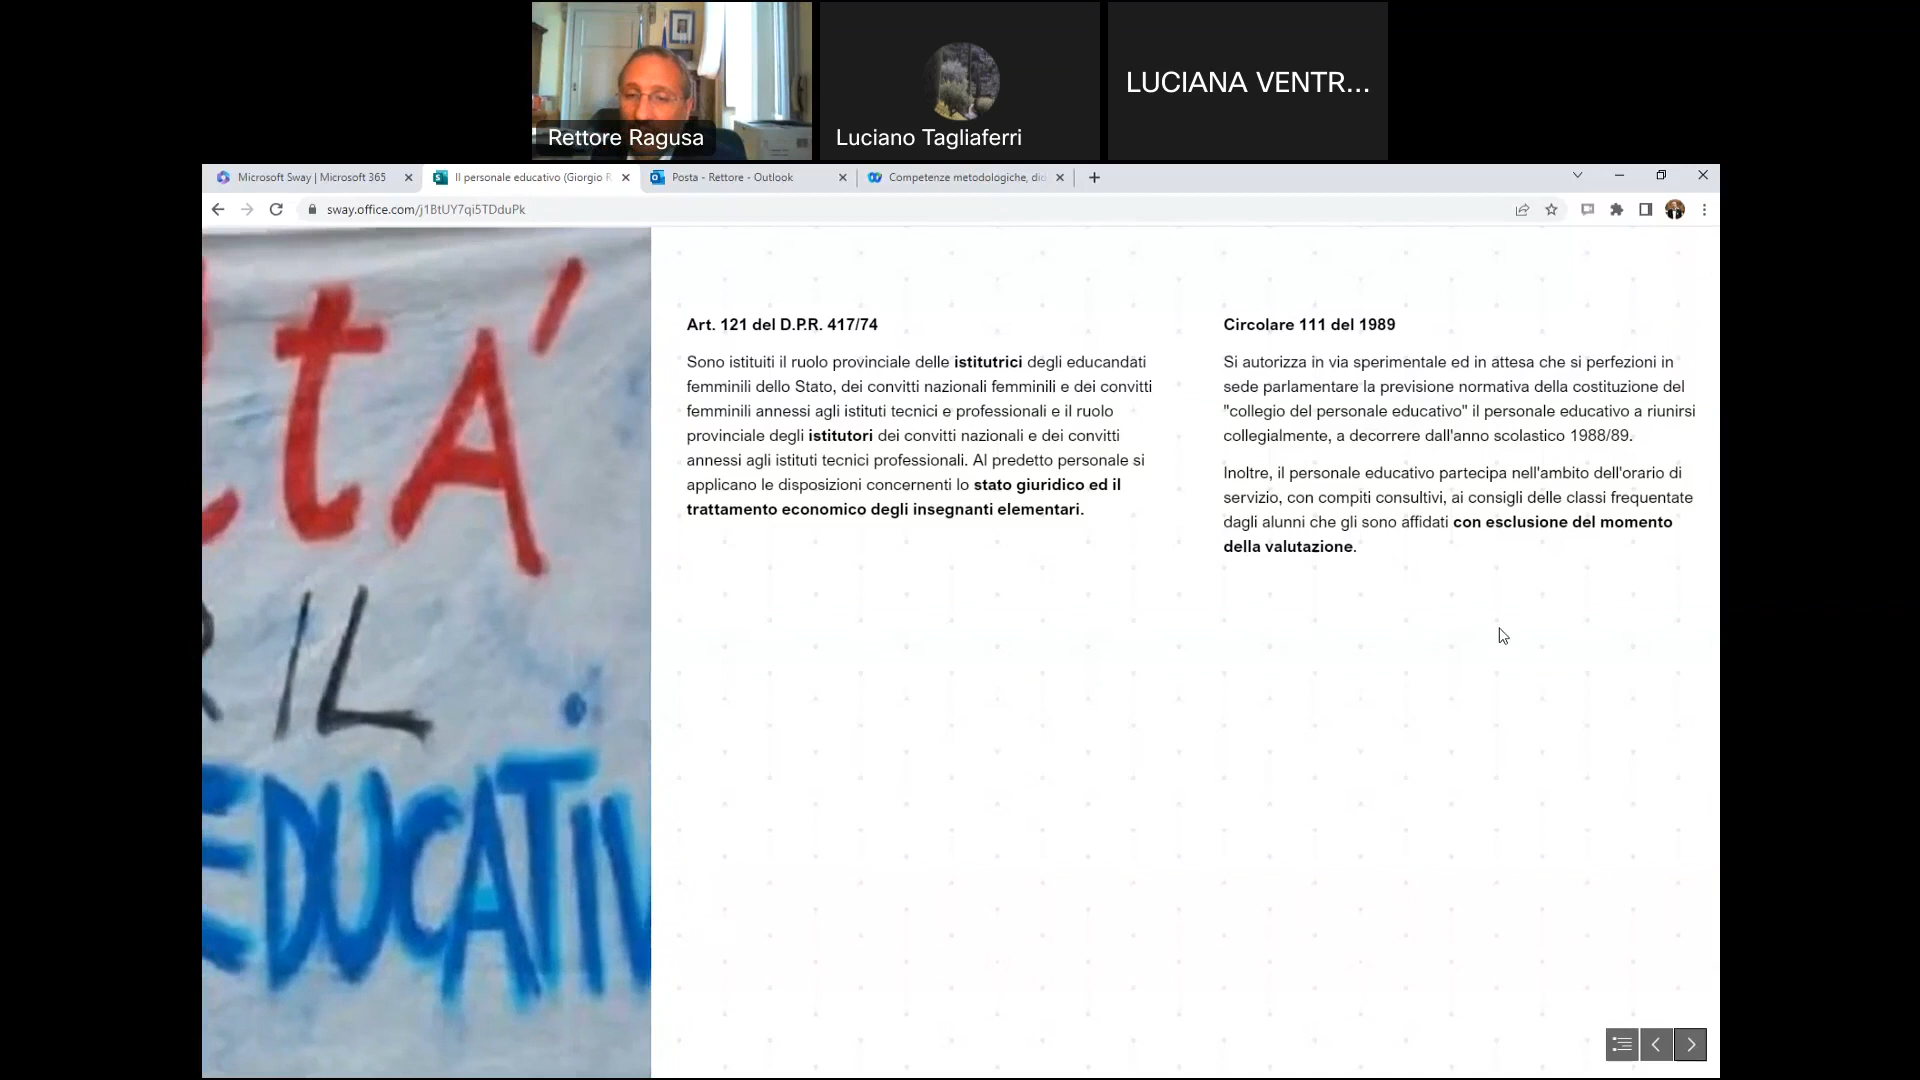 Rettore Ragusa
Luciano Tagliaferri
LUCIANA VENTR...
Microsoft Sway | Microsoft 365
Il personale educativo (Giorgio R
Posta - Rettore - Outlook
Competenze metodologiche, did
sway.office.com/j1BtUY7qi5TDduPk
tA'
IL
EDUCATIV
Art. 121 del D.P.R. 417/74
Sono istituiti il ruolo provinciale delle istitutrici degli educandati
femminili dello Stato, dei convitti nazionali femminili e dei convitti
femminili annessi agli istituti tecnici e professionali e il ruolo
provinciale degli istitutori dei convitti nazionali e dei convitti
annessi agli istituti tecnici professionali. Al predetto personale si
applicano le disposizioni concernenti lo stato giuridico ed il
trattamento economico degli insegnanti elementari.
Circolare 111 del 1989
Si autorizza in via sperimentale ed in attesa che si perfezioni in
sede parlamentare la previsione normativa della costituzione del
"collegio del personale educativo" il personale educativo a riunirsi
collegialmente, a decorrere dall'anno scolastico 1988/89.
Inoltre, il personale educativo partecipa nell'ambito dell'orario di
servizio, con compiti consultivi, ai consigli delle classi frequentate
dagli alunni che gli sono affidati con esclusione del momento
della valutazione.